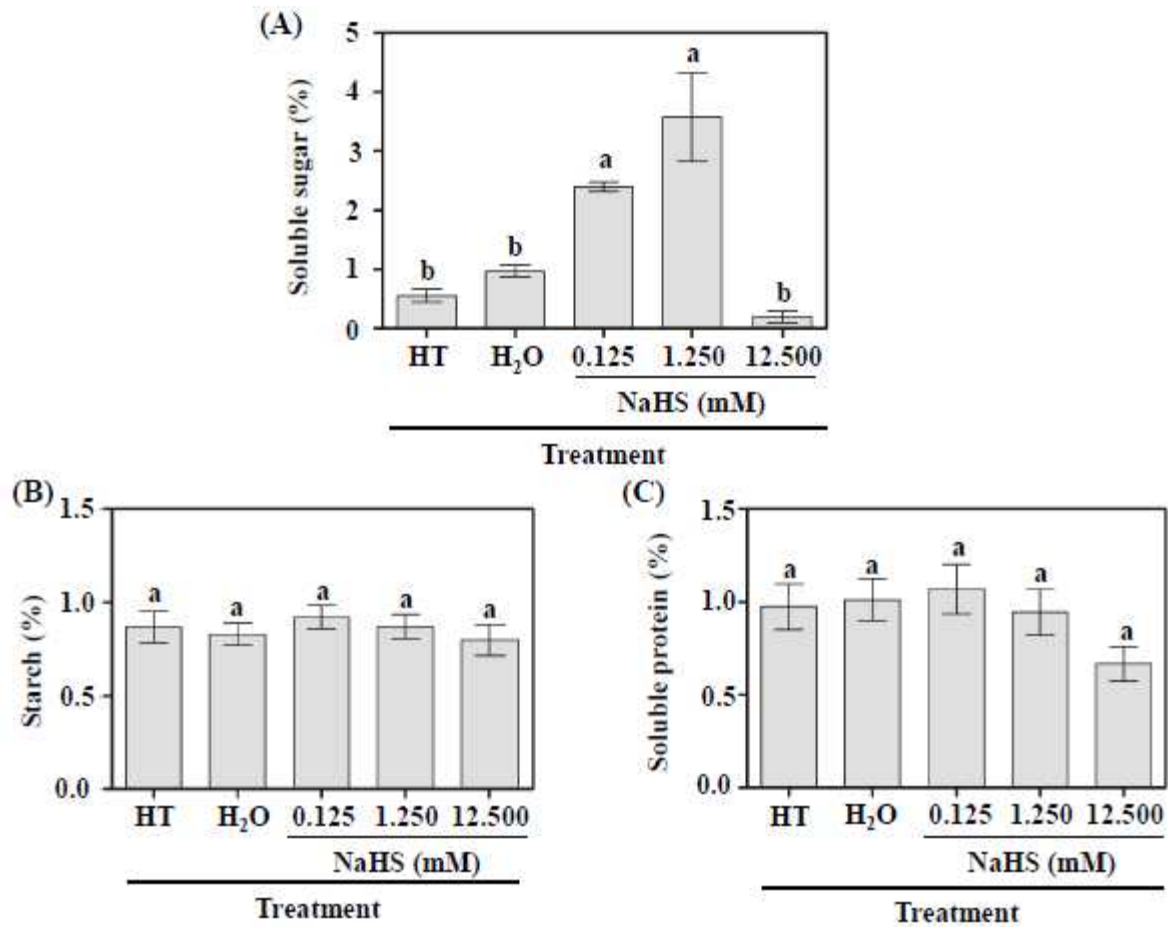 (A)
Soluble sugar (%)
5
4
3
2
1
0
b
b
a
a
b
HT H₂O 0.125 1.250 12.500
NaHS (mM)
Treatment
(B)
Starch (%)
1.5
1.0
0.5
0.0
a a a a a
HT H₂O 0.125 1.250 12.500
NaHS (mM)
Treatment
(C)
Soluble protein (%)
1.5
1.0
0.5
0.0
a a a a a
HT H₂O 0.125 1.250 12.500
NaHS (mM)
Treatment